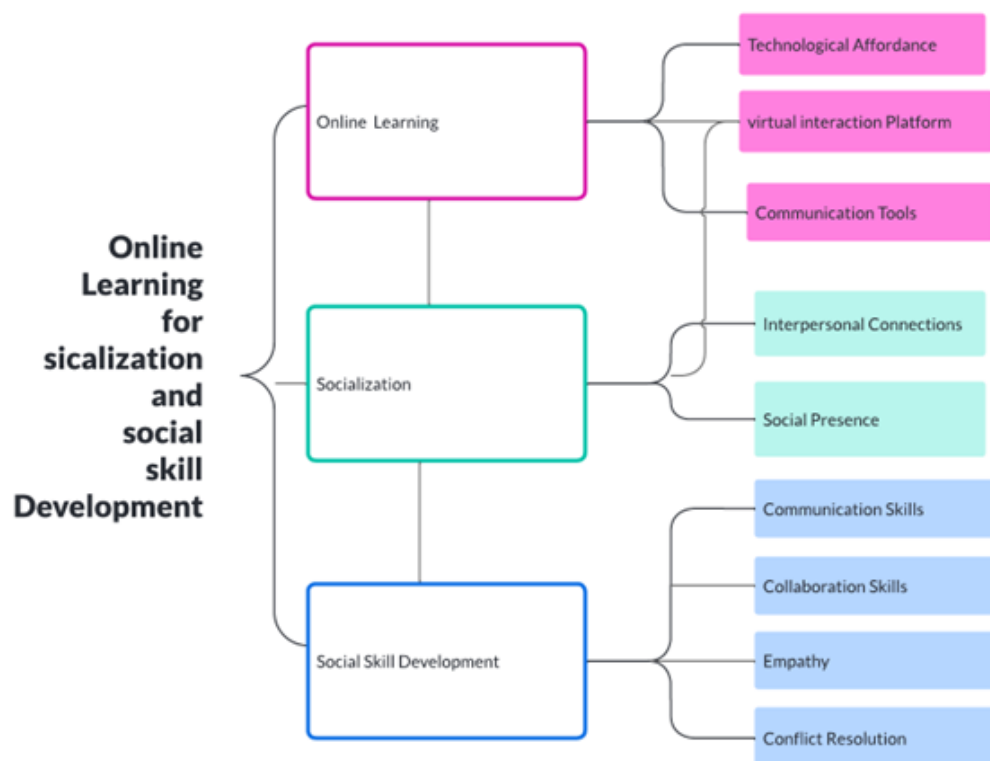 Online
Learning
for
sicalization
and
social
skill
Development
Online Learning
Technological Affordance
virtual interaction Platform
Communication Tools
Socialization
Interpersonal Connections
Social Presence
Social Skill Development
Communication Skills
Collaboration Skills
Empathy
Conflict Resolution